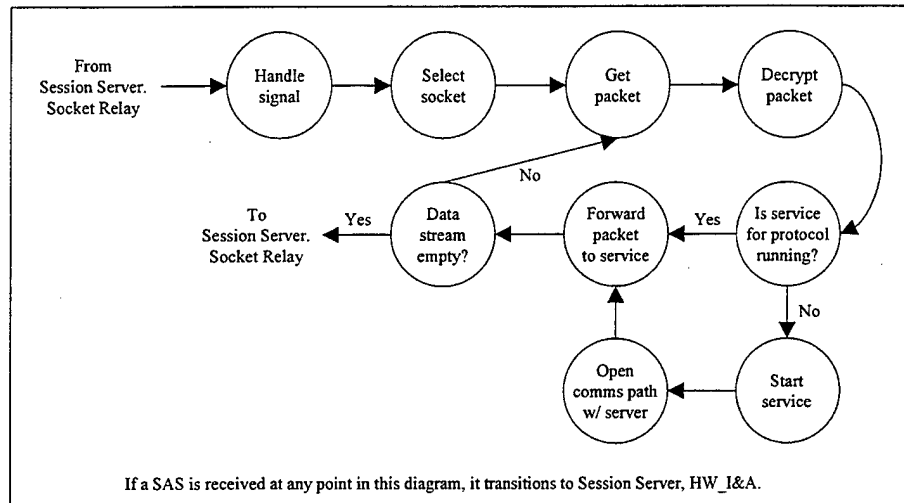 From
Session Server.
Socket Relay
Handle
signal
Select
socket
Get
packet
Decrypt
packet
No
To
Session Server.
Socket Relay
Yes
Data
stream
empty?
Forward
packet
to service
Yes
Is service
for protocol
running?
No
Open
comms path
w/ server
Start
service
If a SAS is received at any point in this diagram, it transitions to Session Server, HW_I&A.